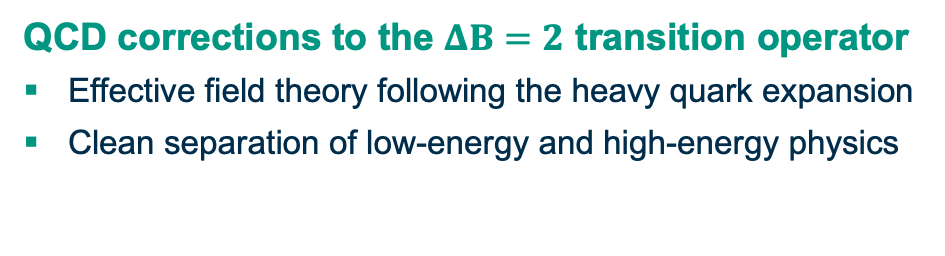 QCD corrections to the ΔB = 2 transition operator
▪ Effective field theory following the heavy quark expansion
▪ Clean separation of low-energy and high-energy physics